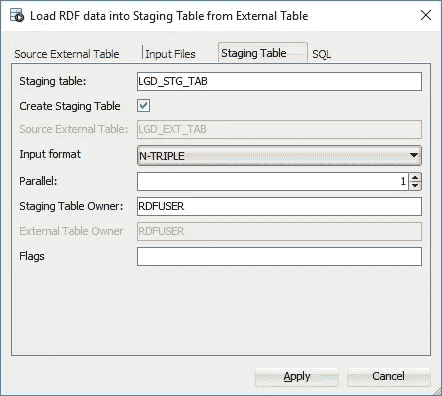 Load RDF data into Staging Table from External Table
Source External Table Input Files Staging Table SQL
Staging table: LGD_STG_TAB
Create Staging Table
Source External Table: LGD_EXT_TAB
Input format N-TRIPLE
Parallel: 1
Staging Table Owner: RDFUSER
External Table Owner RDFUSER
Flags
Apply Cancel